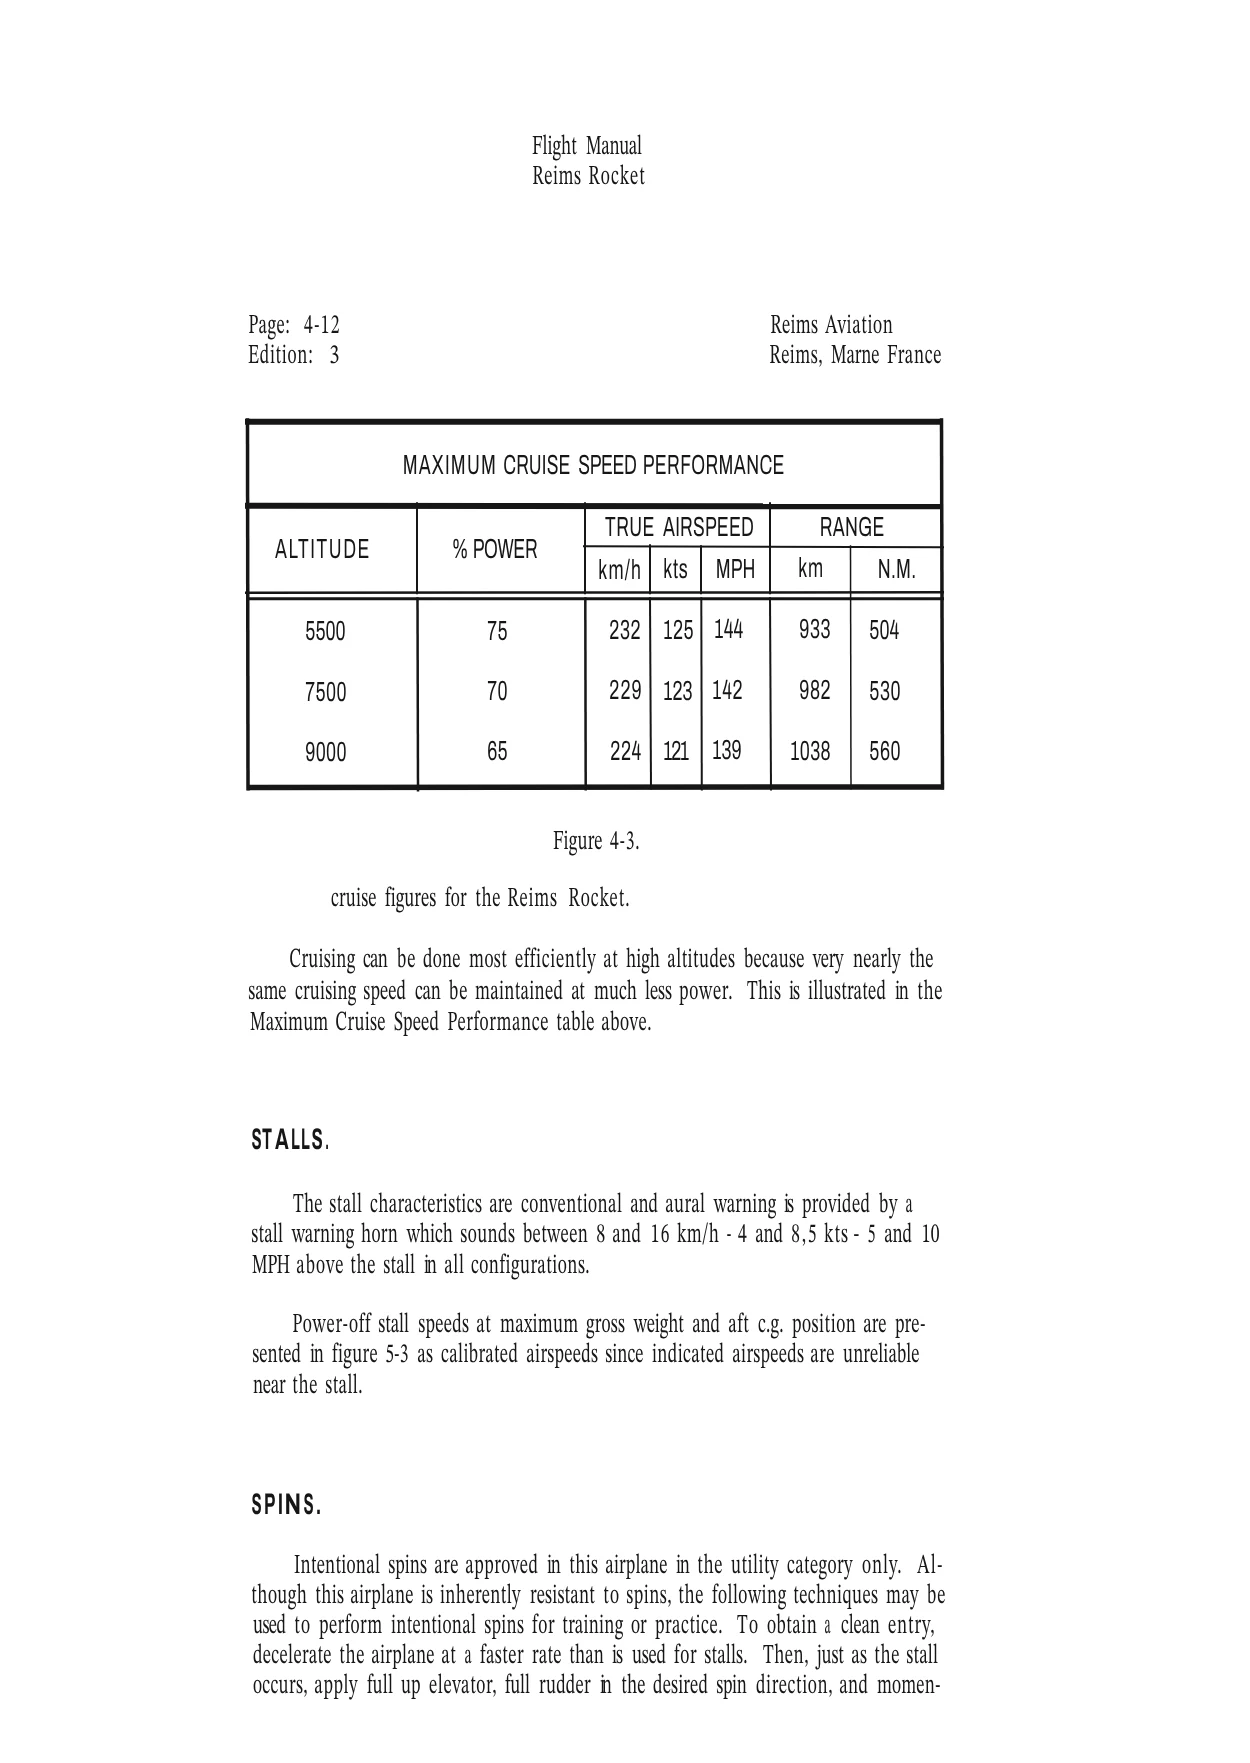 Flight Manual
Reims Rocket
Page: 4-12
Edition: 3
Reims Aviation
Reims, Marne France
MAXIMUM CRUISE SPEED PERFORMANCE
ALTITUDE % POWER TRUE AIRSPEED RANGE
km/h kts MPH km N.M.
5500 75 232 125 144 933 504
7500 70 229 123 142 982 530
9000 65 224 121 139 1038 560
Figure 4-3.
cruise figures for the Reims Rocket.
Cruising can be done most efficiently at high altitudes because very nearly the
same cruising speed can be maintained at much less power. This is illustrated in the
Maximum Cruise Speed Performance table above.
STALLS.
The stall characteristics are conventional and aural warning is provided by a
stall warning horn which sounds between 8 and 16 km/h - 4 and 8,5 kts - 5 and 10
MPH above the stall in all configurations.
Power-off stall speeds at maximum gross weight and aft c.g. position are pre-
sented in figure 5-3 as calibrated airspeeds since indicated airspeeds are unreliable
near the stall.
SPINS.
Intentional spins are approved in this airplane in the utility category only. Al-
though this airplane is inherently resistant to spins, the following techniques may be
used to perform intentional spins for training or practice. To obtain a clean entry,
decelerate the airplane at a faster rate than is used for stalls. Then, just as the stall
occurs, apply full up elevator, full rudder in the desired spin direction, and momen-